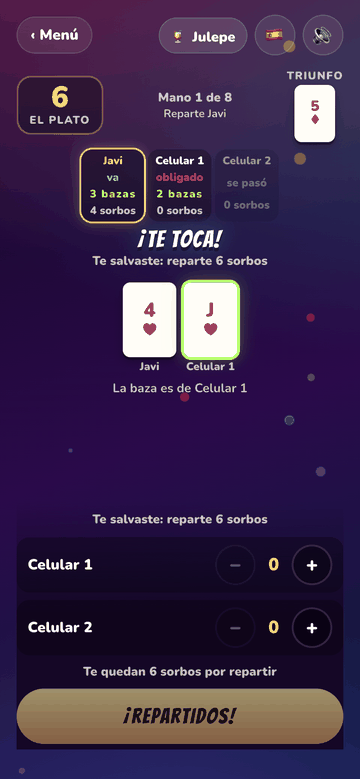 ‹ Menú
Julepe
6
EL PLATO
Mano 1 de 8
Reparte Javi
TRIUNFO
5
Javi
va
3 bazas
4 sorbos
Celular 1
obligado
2 bazas
0 sorbos
Celular 2
se pasó
0 sorbos
¡TE TOCA!
Te salvaste: reparte 6 sorbos
4
J
Javi
Celular 1
La baza es de Celular 1
Te salvaste: reparte 6 sorbos
Celular 1
− 0 +
Celular 2
− 0 +
Te quedan 6 sorbos por repartir
¡REPARTIDOS!